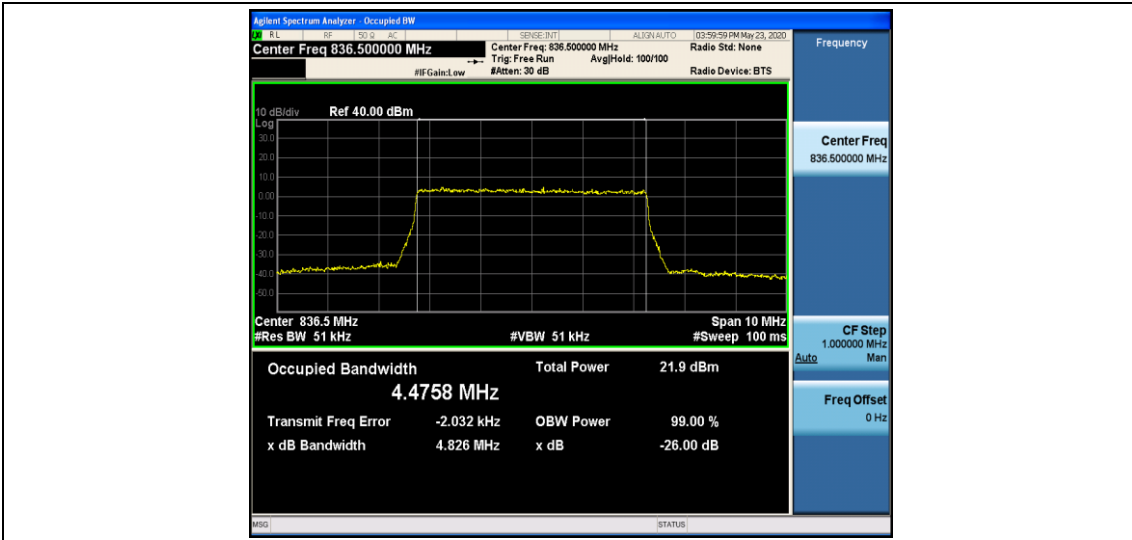 Agilent Spectrum Analyzer - Occupied BW
LXI RL RF 50 Ω AC SENSE:INT ALIGN AUTO 03:59:59 PM May 23, 2020
Center Freq 836.500000 MHz Center Freq: 836.500000 MHz Radio Std: None
Trig: Free Run Avg|Hold: 100/100
#IFGain:Low #Atten: 30 dB Radio Device: BTS
10 dB/div Ref 40.00 dBm
Log
30.0
20.0
10.0
0.00
-10.0
-20.0
-30.0
-40.0
-50.0
Center 836.5 MHz Span 10 MHz
#Res BW 51 kHz #VBW 51 kHz #Sweep 100 ms
Occupied Bandwidth Total Power 21.9 dBm
4.4758 MHz
Transmit Freq Error -2.032 kHz OBW Power 99.00 %
x dB Bandwidth 4.826 MHz x dB -26.00 dB
MSG STATUS
Frequency
Center Freq
836.500000 MHz
CF Step
1.000000 MHz
Auto Man
Freq Offset
0 Hz